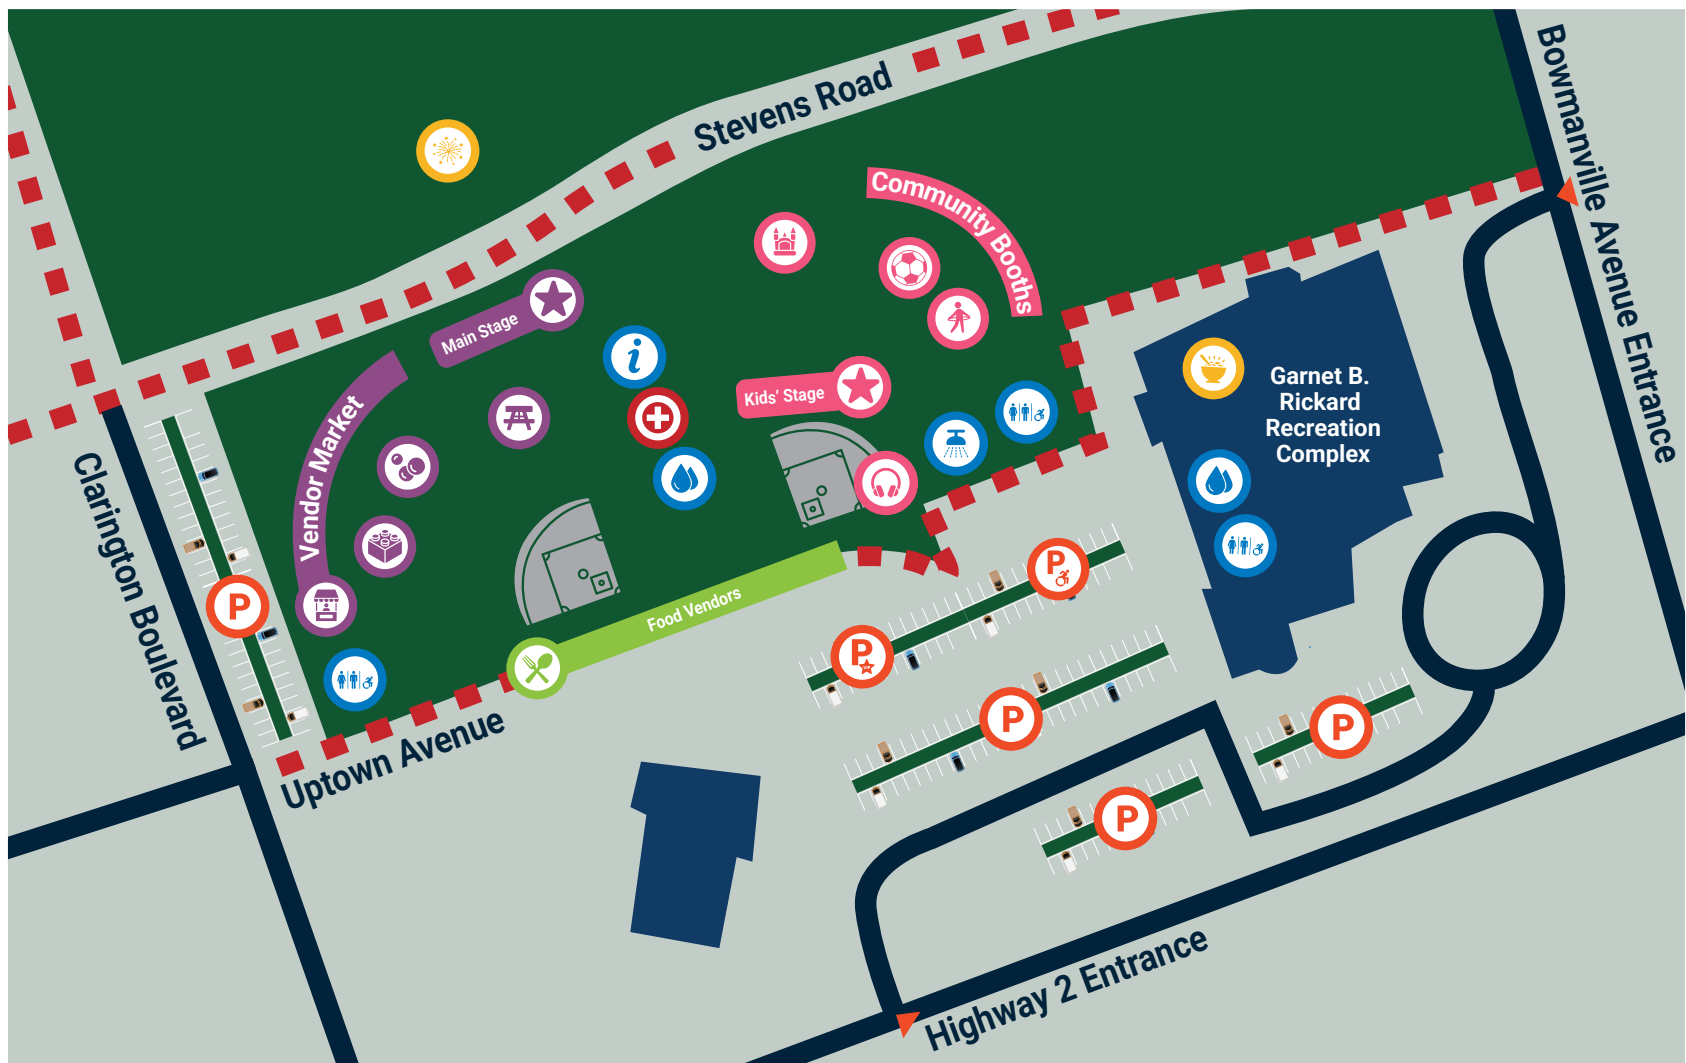 Stevens Road
Bowmanville Avenue Entrance
Community Booths
Main Stage
Kids' Stage
Vendor Market
Garnet B.
Rickard
Recreation
Complex
Clarington Boulevard
Food Vendors
P
P
P
P
P
P
P
Uptown Avenue
Highway 2 Entrance
i